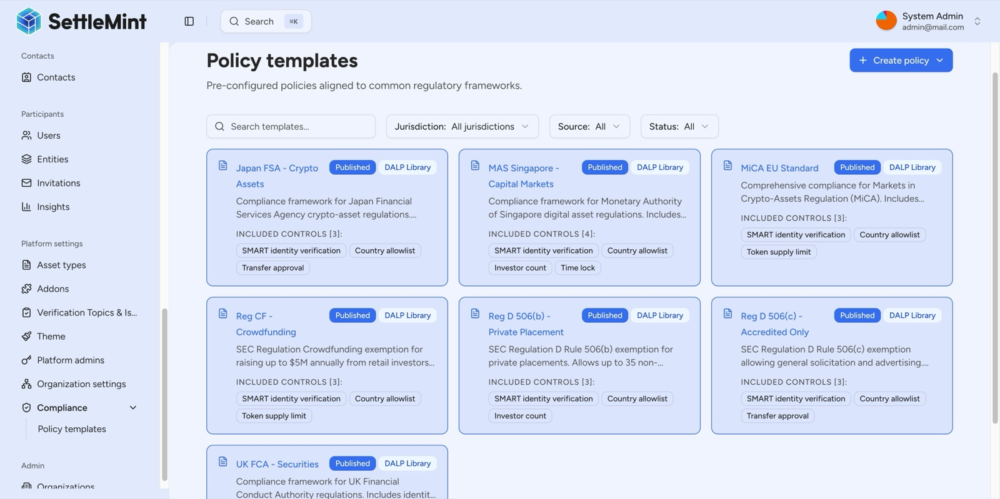 SettleMint
Search ⌘K
System Admin
admin@mail.com
Contacts
Contacts
Participants
Users
Entities
Invitations
Insights
Platform settings
Asset types
Addons
Verification Topics & Is...
Theme
Platform admins
Organization settings
Compliance
Policy templates
Admin
Organizations
Policy templates
Create policy
Pre-configured policies aligned to common regulatory frameworks.
Search templates...
Jurisdiction: All jurisdictions
Source: All
Status: All
Japan FSA - Crypto
Assets
Published
DALP Library
Compliance framework for Japan Financial
Services Agency crypto-asset regulations....
INCLUDED CONTROLS [3]:
SMART identity verification
Country allowlist
Transfer approval
MAS Singapore -
Capital Markets
Published
DALP Library
Compliance framework for Monetary Authority
of Singapore digital asset regulations. Includes...
INCLUDED CONTROLS [4]:
SMART identity verification
Country allowlist
Investor count
Time lock
MiCA EU Standard
Published
DALP Library
Comprehensive compliance for Markets in
Crypto-Assets Regulation (MiCA). Includes...
INCLUDED CONTROLS [3]:
SMART identity verification
Country allowlist
Token supply limit
Reg CF -
Crowdfunding
Published
DALP Library
SEC Regulation Crowdfunding exemption for
raising up to $5M annually from retail investors...
INCLUDED CONTROLS [3]:
SMART identity verification
Country allowlist
Token supply limit
Reg D 506(b) -
Private Placement
Published
DALP Library
SEC Regulation D Rule 506(b) exemption for
private placements. Allows up to 35 non-...
INCLUDED CONTROLS [3]:
SMART identity verification
Country allowlist
Investor count
Reg D 506(c) -
Accredited Only
Published
DALP Library
SEC Regulation D Rule 506(c) exemption
allowing general solicitation and advertising....
INCLUDED CONTROLS [3]:
SMART identity verification
Country allowlist
Transfer approval
UK FCA - Securities
Published
DALP Library
Compliance framework for UK Financial
Conduct Authority regulations. Includes identit...